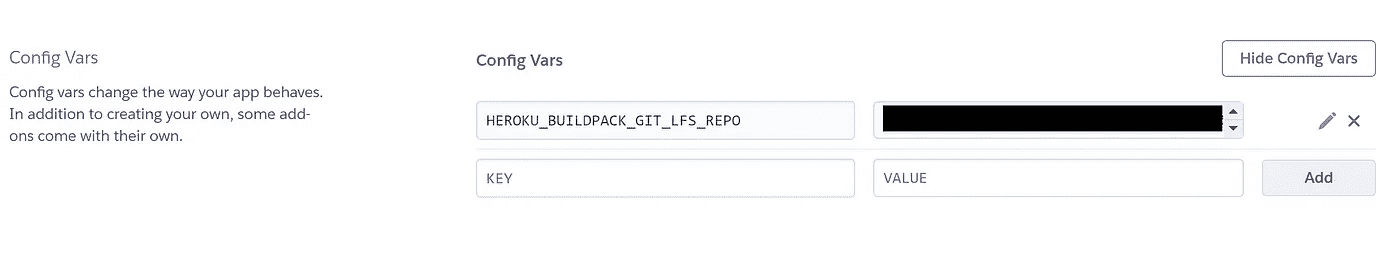 Config Vars
Config vars change the way your app behaves.
In addition to creating your own, some add-
ons come with their own.
Config Vars
Hide Config Vars
HEROKU_BUILDPACK_GIT_LFS_REPO
KEY
VALUE
Add